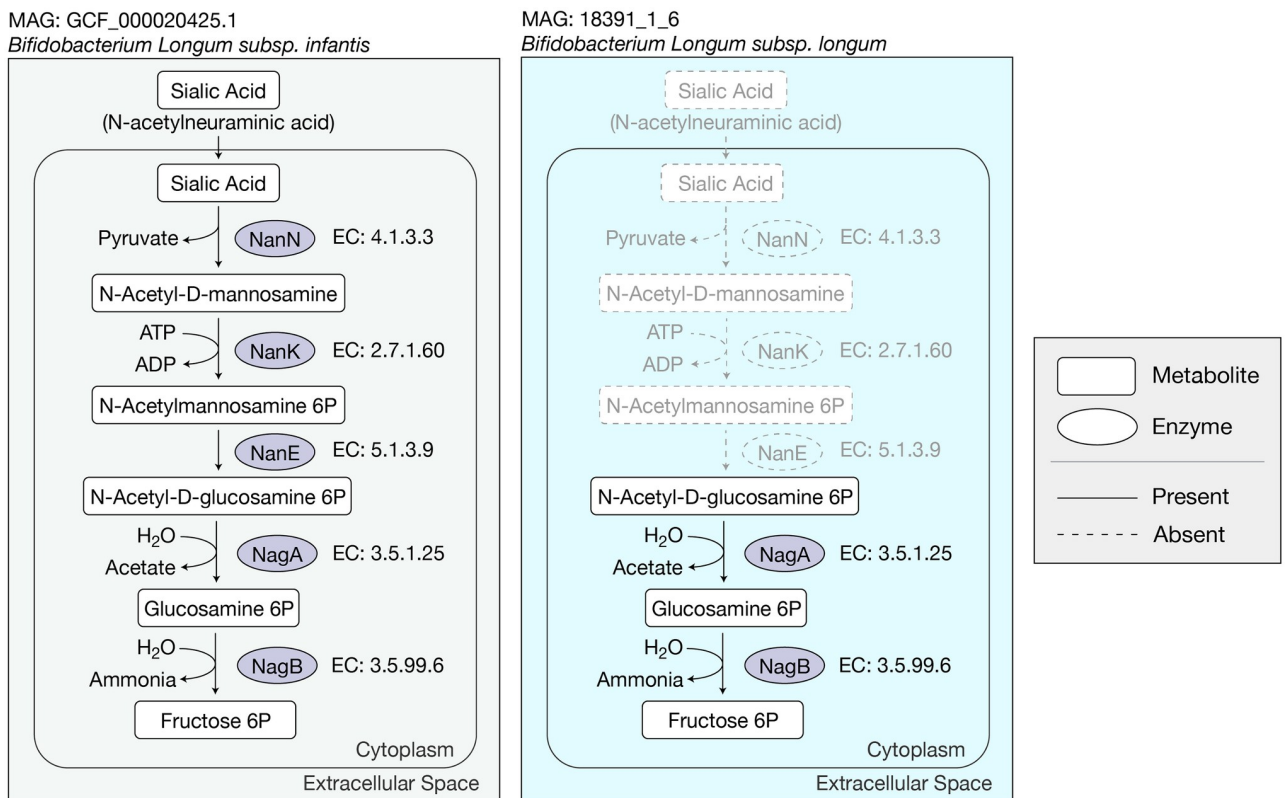 MAG: GCF_000020425.1
Bifidobacterium Longum subsp. infantis
Sialic Acid
(N-acetylneuraminic acid)
Sialic Acid
Pyruvate
NanN
EC: 4.1.3.3
N-Acetyl-D-mannosamine
ATP
ADP
NanK
EC: 2.7.1.60
N-Acetylmannosamine 6P
NanE
EC: 5.1.3.9
N-Acetyl-D-glucosamine 6P
H₂O
Acetate
NagA
EC: 3.5.1.25
Glucosamine 6P
H₂O
Ammonia
NagB
EC: 3.5.99.6
Fructose 6P
Cytoplasm
Extracellular Space
MAG: 18391_1_6
Bifidobacterium Longum subsp. longum
Sialic Acid
(N-acetylneuraminic acid)
Sialic Acid
Pyruvate
NanN
EC: 4.1.3.3
N-Acetyl-D-mannosamine
ATP
ADP
NanK
EC: 2.7.1.60
N-Acetylmannosamine 6P
NanE
EC: 5.1.3.9
N-Acetyl-D-glucosamine 6P
H₂O
Acetate
NagA
EC: 3.5.1.25
Glucosamine 6P
H₂O
Ammonia
NagB
EC: 3.5.99.6
Fructose 6P
Cytoplasm
Extracellular Space
Metabolite
Enzyme
Present
Absent